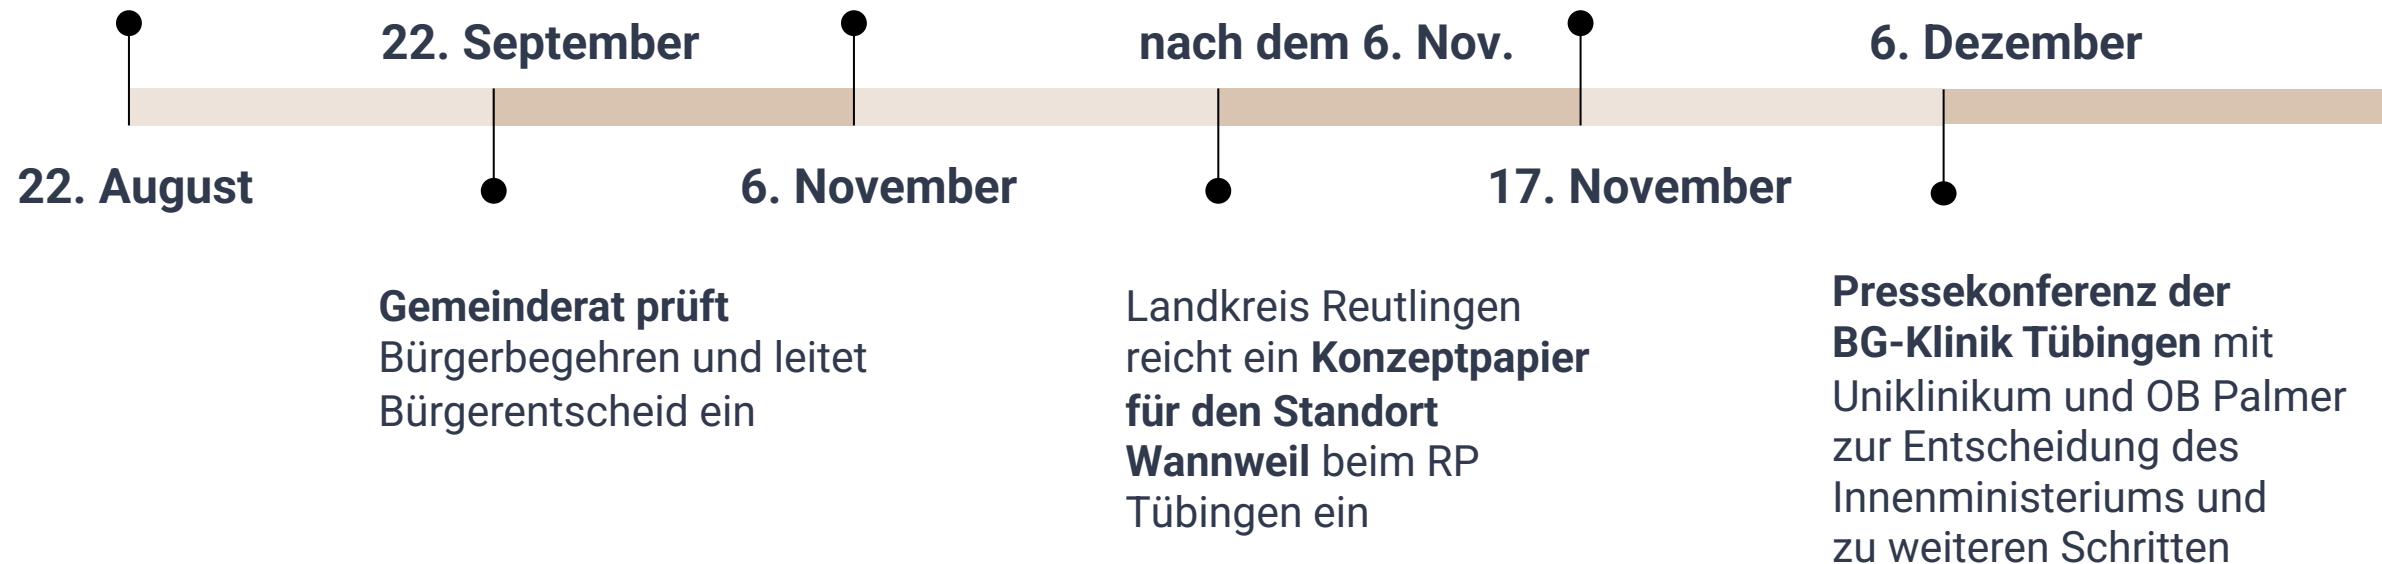 22. September
nach dem 6. Nov.
6. Dezember
22. August
6. November
17. November
Gemeinderat prüft
Bürgerbegehren und leitet
Bürgerentscheid ein
Landkreis Reutlingen
reicht ein Konzeptpapier
für den Standort
Wannweil beim RP
Tübingen ein
Pressekonferenz der
BG-Klinik Tübingen mit
Uniklinikum und OB Palmer
zur Entscheidung des
Innenministeriums und
zu weiteren Schritten